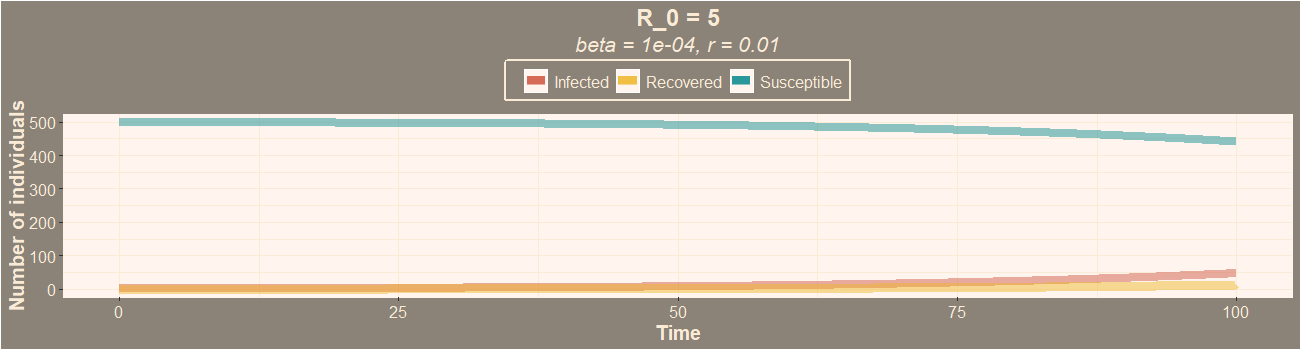 R_0 = 5
beta = 1e-04, r = 0.01
Infected Recovered Susceptible
Number of individuals
500
400
300
200
100
0
0 25 50 75 100
Time